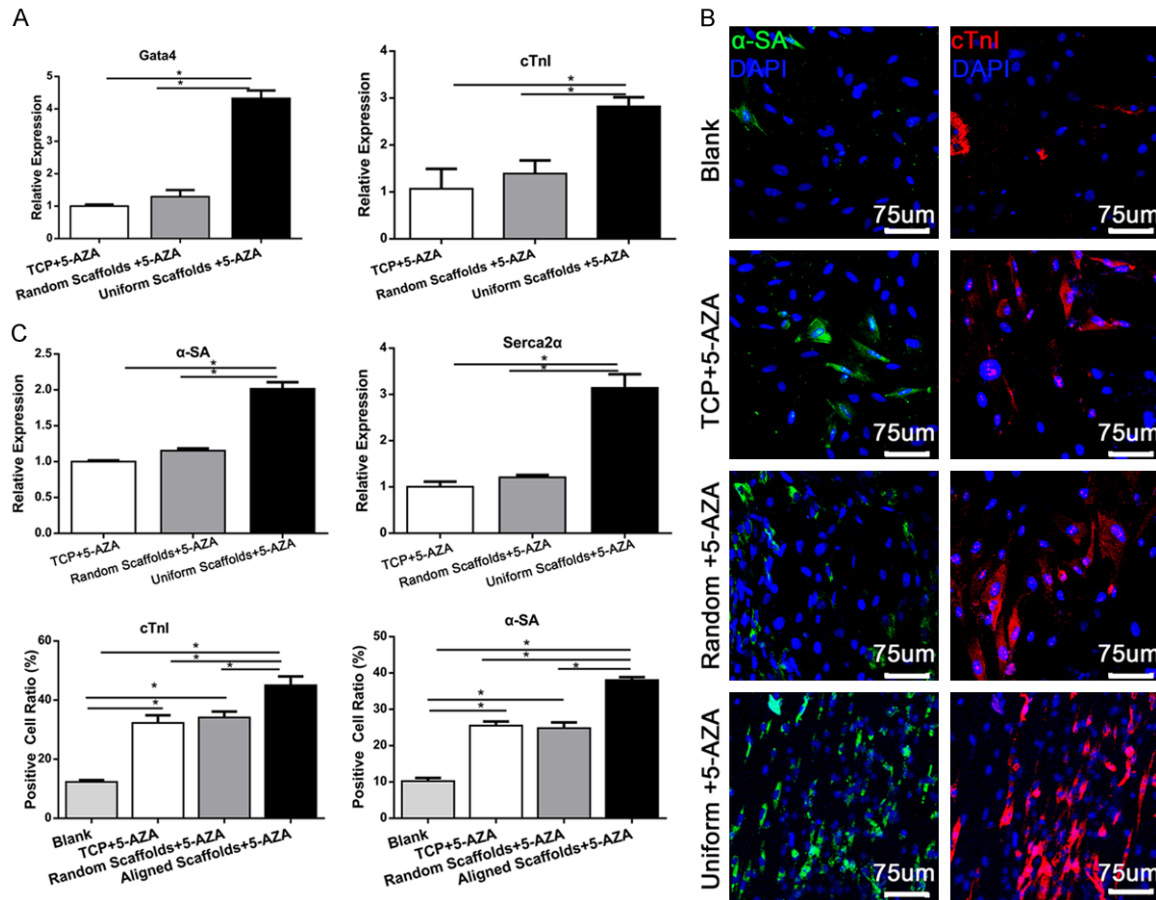 A
Gata4
Relative Expression
5
4
3
2
1
0
*
*
TCP+5-AZA
Random Scaffolds +5-AZA
Uniform Scaffolds +5-AZA
cTnI
Relative Expression
4
3
2
1
0
*
*
TCP+5-AZA
Random Scaffolds +5-AZA
Uniform Scaffolds +5-AZA
C
α-SA
Relative Expression
2.5
2.0
1.5
1.0
0.5
0.0
*
*
TCP+5-AZA
Random Scaffolds+5-AZA
Uniform Scaffolds+5-AZA
Serca2α
Relative Expression
4
3
2
1
0
*
*
TCP+5-AZA
Random Scaffolds+5-AZA
Uniform Scaffolds+5-AZA
cTnI
Positive Cell Ratio (%)
60
40
20
0
*
*
*
*
*
Blank
TCP+5-AZA
Random Scaffolds+5-AZA
Aligned Scaffolds+5-AZA
α-SA
Positive Cell Ratio (%)
50
40
30
20
10
0
*
*
*
*
*
Blank
TCP+5-AZA
Random Scaffolds+5-AZA
Aligned Scaffolds+5-AZA
B
α-SA
DAPI
cTnI
DAPI
Blank
75um
75um
TCP+5-AZA
75um
75um
Random +5-AZA
75um
75um
Uniform +5-AZA
75um
75um